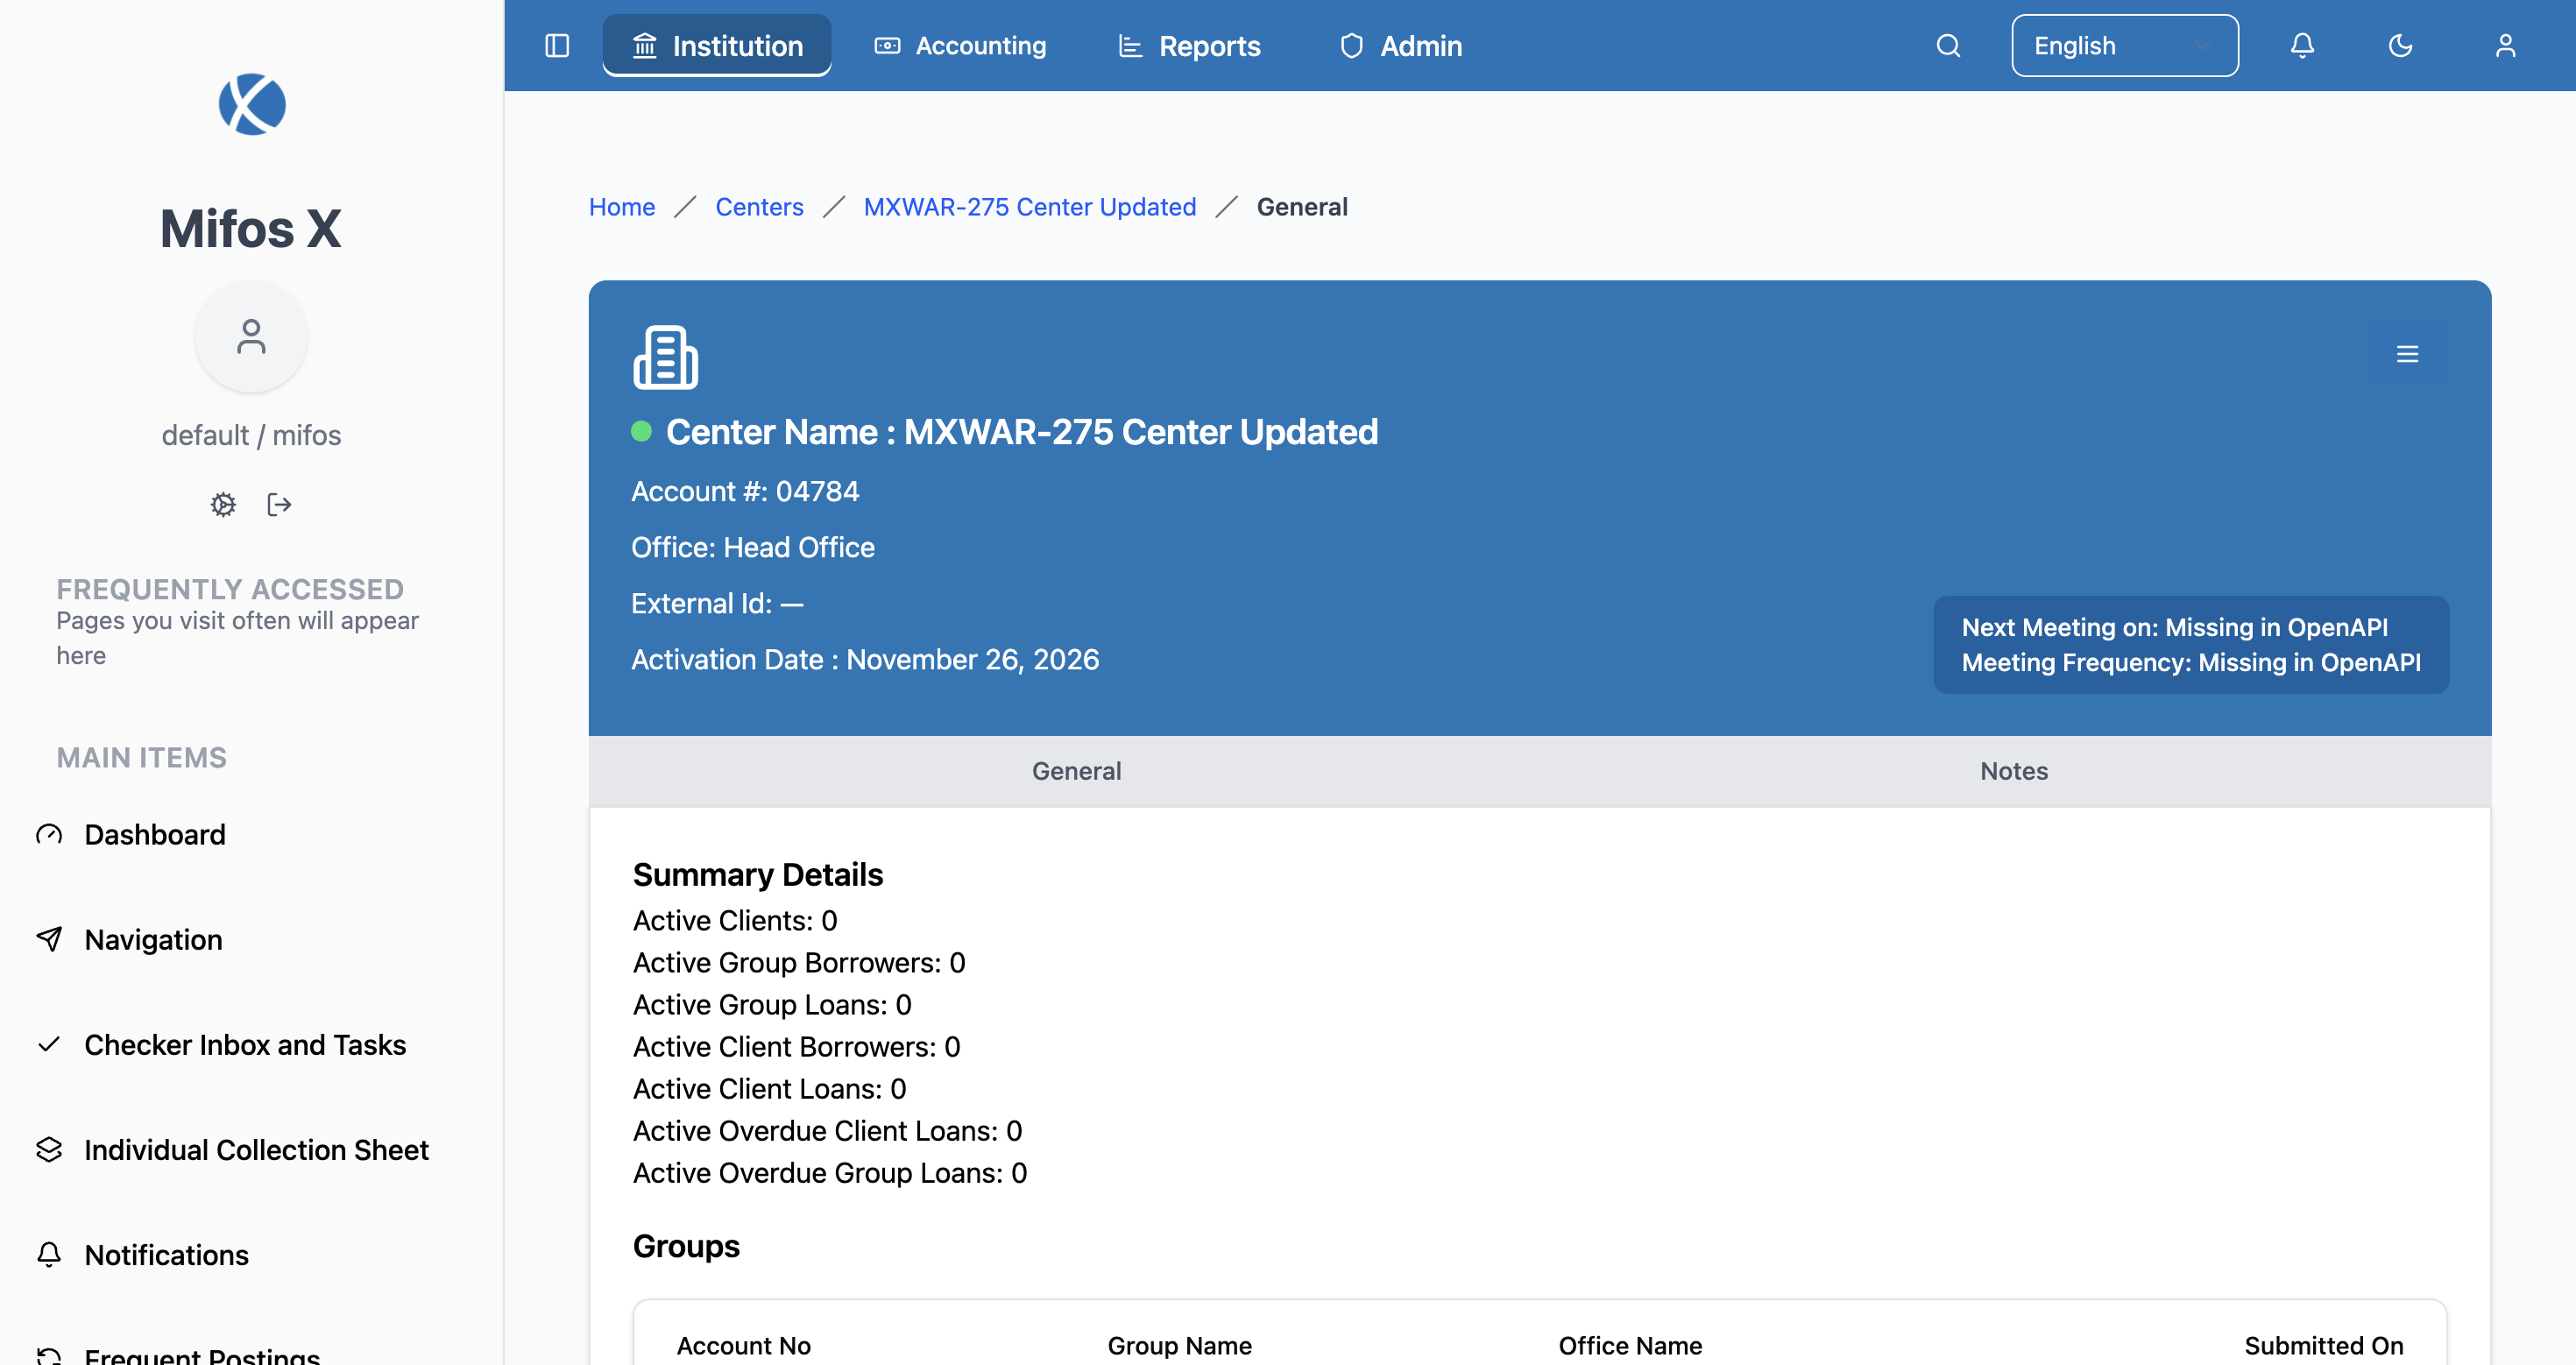 Mifos X
default / mifos
FREQUENTLY ACCESSED
Pages you visit often will appear
here
MAIN ITEMS
Dashboard
Navigation
Checker Inbox and Tasks
Individual Collection Sheet
Notifications
Frequent Postings
Institution
Accounting
Reports
Admin
English
Home / Centers / MXWAR-275 Center Updated / General
Center Name : MXWAR-275 Center Updated
Account #: 04784
Office: Head Office
External Id: —
Activation Date : November 26, 2026
Next Meeting on: Missing in OpenAPI
Meeting Frequency: Missing in OpenAPI
General
Notes
Summary Details
Active Clients: 0
Active Group Borrowers: 0
Active Group Loans: 0
Active Client Borrowers: 0
Active Client Loans: 0
Active Overdue Client Loans: 0
Active Overdue Group Loans: 0
Groups
Account No
Group Name
Office Name
Submitted On